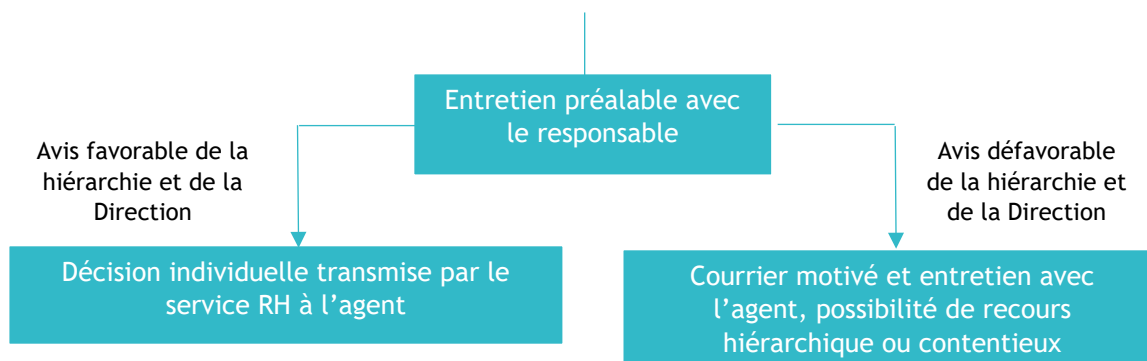 Entretien préalable avec
le responsable
Avis favorable de la
hiérarchie et de la
Direction
Avis défavorable
de la hiérarchie et
de la Direction
Décision individuelle transmise par le
service RH à l’agent
Courrier motivé et entretien avec
l’agent, possibilité de recours
hiérarchique ou contentieux